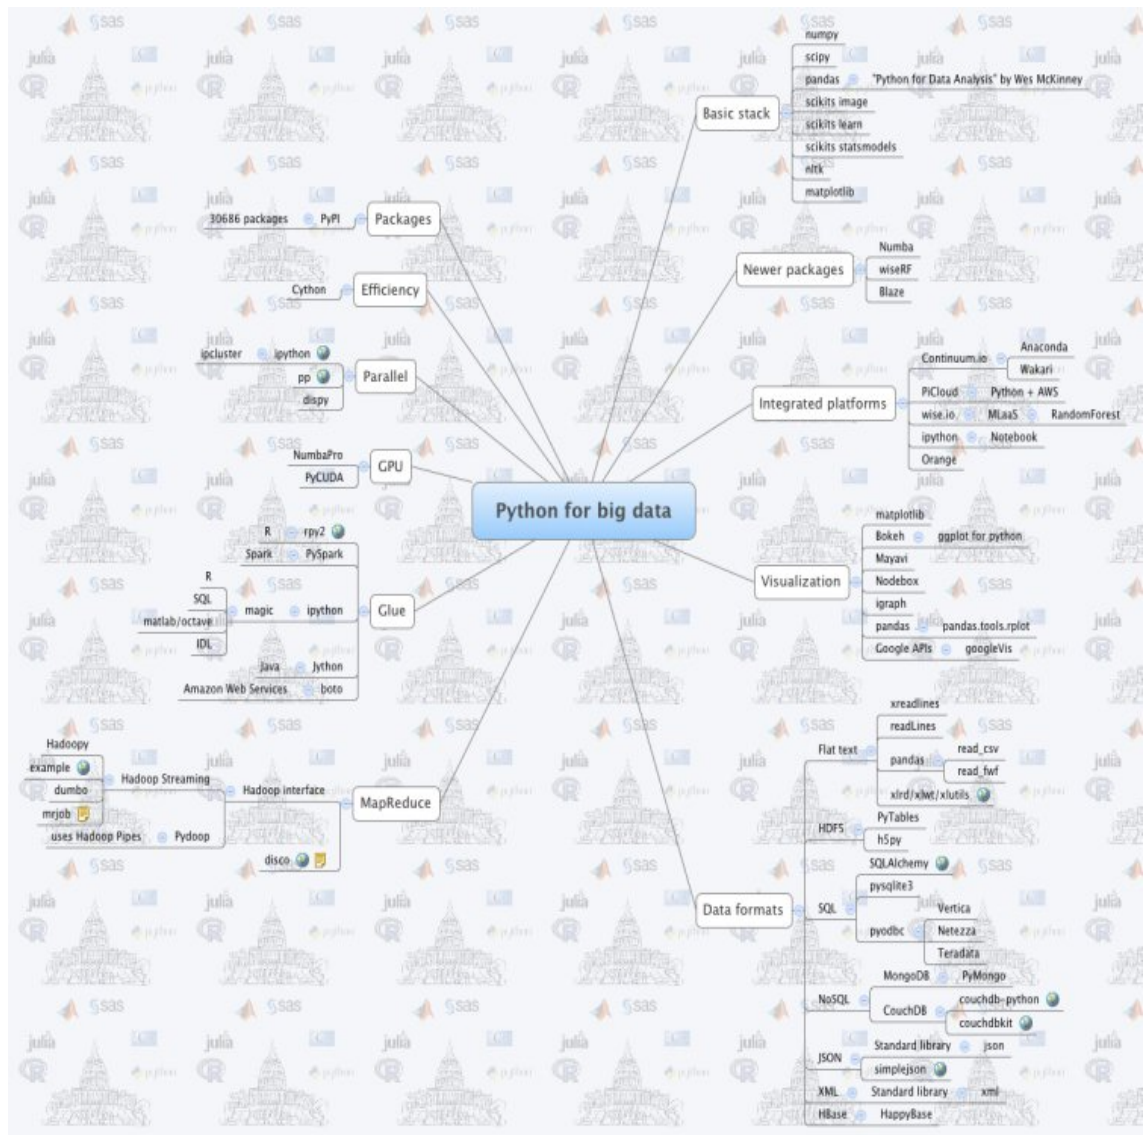 Python for big data
Basic stack
numpy
scipy
pandas
"Python for Data Analysis" by Wes McKinney
scikits image
scikits learn
scikits statsmodels
nltk
matplotlib
Newer packages
Numba
wiseRF
Blaze
Integrated platforms
Continuum.io
Anaconda
Wakari
PiCloud
Python + AWS
wise.io
MLaaS
RandomForest
ipython
Notebook
Orange
Visualization
matplotlib
Bokeh
ggplot for python
Mayavi
Nodebox
igraph
pandas
pandas.tools.rplot
Google APIs
googleVis
Data formats
Flat text
xreadlines
readLines
pandas
read_csv
read_fwf
xlrd/xlwt/xlutils
HDF5
PyTables
h5py
SQL
SQLAlchemy
pysqlite3
pyodbc
Vertica
Netezza
Teradata
NoSQL
MongoDB
PyMongo
CouchDB
couchdb-python
couchdbkit
JSON
Standard library
json
simplejson
XML
Standard library
xml
HBase
HappyBase
Packages
PyPI
30686 packages
Efficiency
Cython
Parallel
ipython
ipcluster
pp
dispy
GPU
NumbaPro
PyCUDA
Glue
rpy2
R
PySpark
Spark
ipython
magic
R
SQL
matlab/octave
IDL
Jython
Java
boto
Amazon Web Services
MapReduce
Hadoop interface
Hadoop Streaming
Hadoopy
example
dumbo
mrjob
Pydoop
uses Hadoop Pipes
disco
julia
sas
R
python